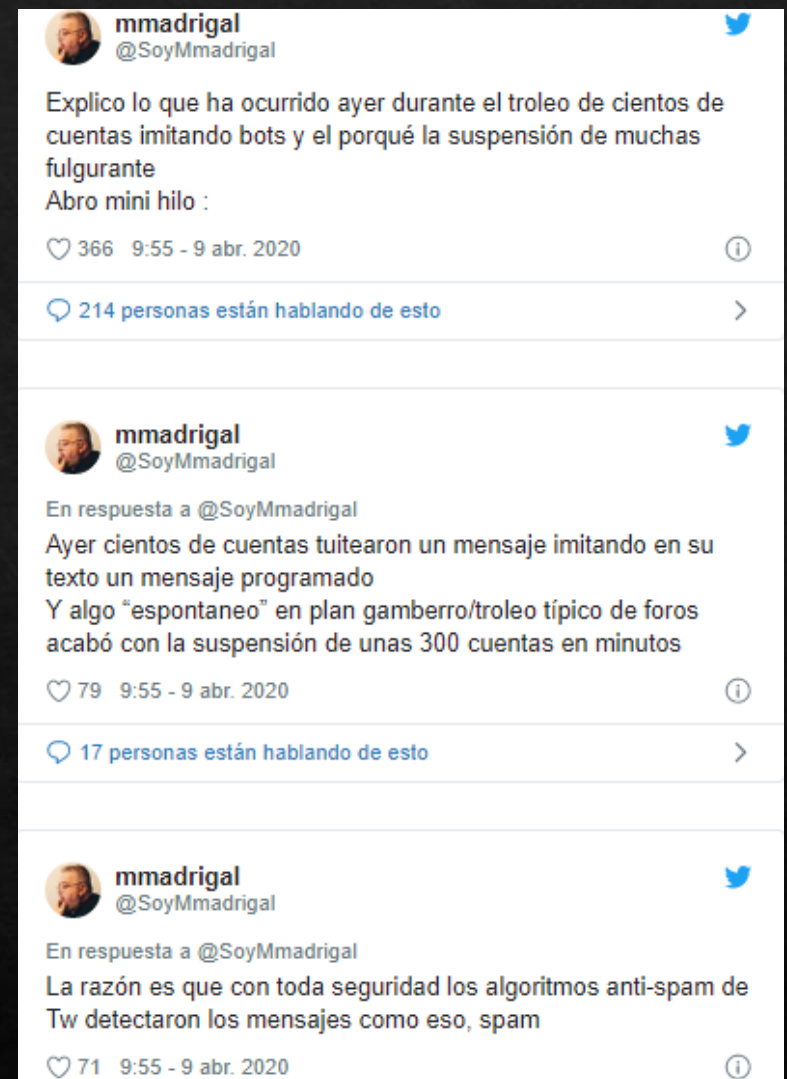 mmadrigal
@SoyMmadrigal
Explico lo que ha ocurrido ayer durante el troleo de cientos de
cuentas imitando bots y el porqué la suspensión de muchas
fulgurante
Abro mini hilo :
366 9:55 - 9 abr. 2020
214 personas están hablando de esto
mmadrigal
@SoyMmadrigal
En respuesta a @SoyMmadrigal
Ayer cientos de cuentas tuitearon un mensaje imitando en su
texto un mensaje programado
Y algo “espontaneo” en plan gamberro/troleo típico de foros
acabó con la suspensión de unas 300 cuentas en minutos
79 9:55 - 9 abr. 2020
17 personas están hablando de esto
mmadrigal
@SoyMmadrigal
En respuesta a @SoyMmadrigal
La razón es que con toda seguridad los algoritmos anti-spam de
Tw detectaron los mensajes como eso, spam
71 9:55 - 9 abr. 2020